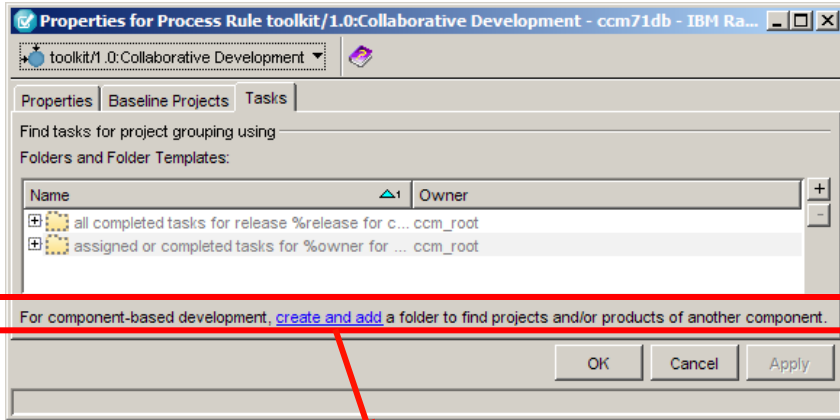 Properties for Process Rule toolkit/1.0:Collaborative Development - ccm71db - IBM Ra...
toolkit/1.0:Collaborative Development
Properties Baseline Projects Tasks
Find tasks for project grouping using
Folders and Folder Templates:
Name 1 Owner
all completed tasks for release %release for c... ccm_root
assigned or completed tasks for %owner for ... ccm_root
For component-based development, create and add a folder to find projects and/or products of another component.
OK Cancel Apply